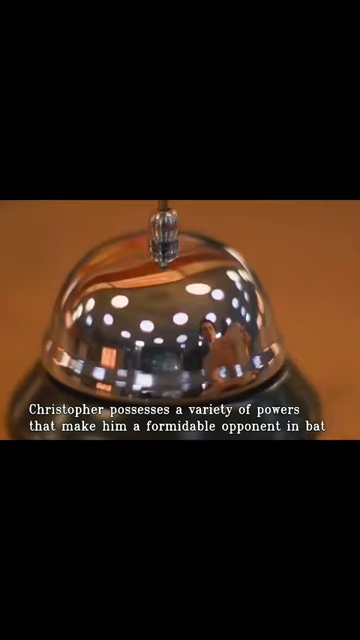 Christopher possesses a variety of powers
that make him a formidable opponent in bat